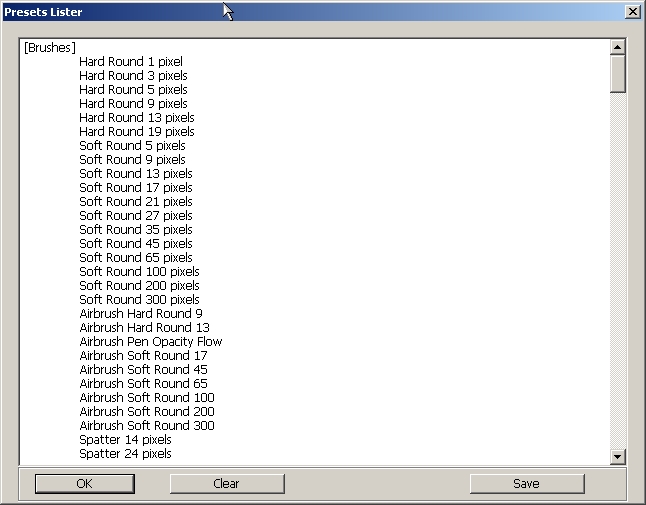 Presets Lister
[Brushes]
Hard Round 1 pixel
Hard Round 3 pixels
Hard Round 5 pixels
Hard Round 9 pixels
Hard Round 13 pixels
Hard Round 19 pixels
Soft Round 5 pixels
Soft Round 9 pixels
Soft Round 13 pixels
Soft Round 17 pixels
Soft Round 21 pixels
Soft Round 27 pixels
Soft Round 35 pixels
Soft Round 45 pixels
Soft Round 65 pixels
Soft Round 100 pixels
Soft Round 200 pixels
Soft Round 300 pixels
Airbrush Hard Round 9
Airbrush Hard Round 13
Airbrush Pen Opacity Flow
Airbrush Soft Round 17
Airbrush Soft Round 45
Airbrush Soft Round 65
Airbrush Soft Round 100
Airbrush Soft Round 200
Airbrush Soft Round 300
Spatter 14 pixels
Spatter 24 pixels
OK Clear Save